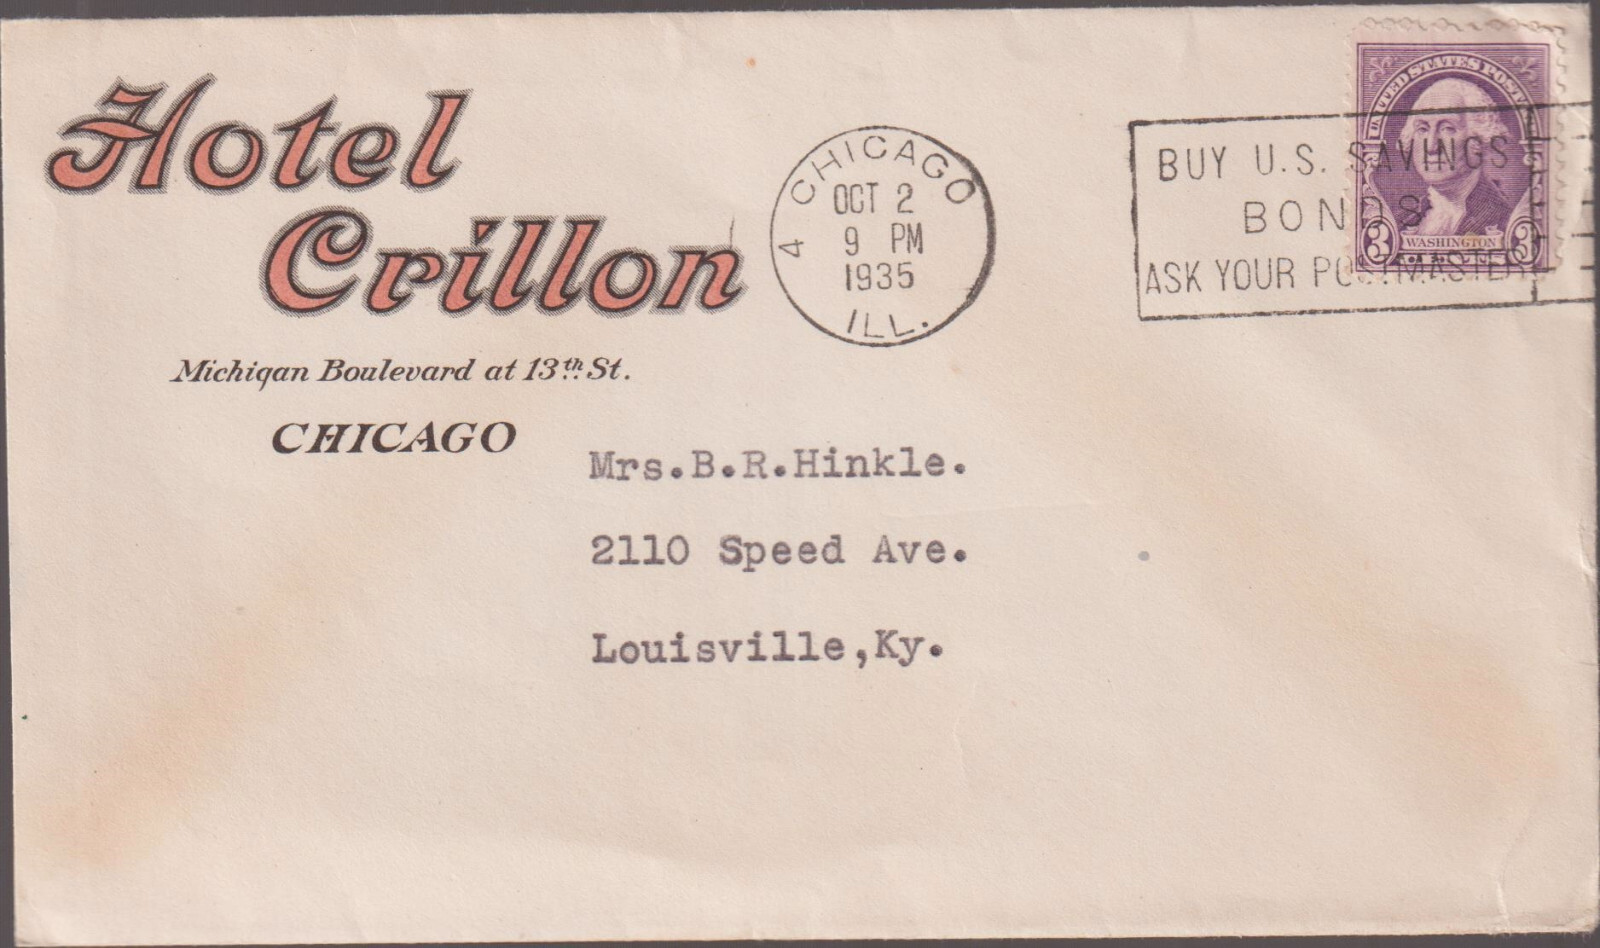 Hotel
Crillon
Michigan Boulevard at 13th St.
CHICAGO
4 CHICAGO
OCT 2
9 PM
1935
ILL.
BUY U.S. SAVINGS
BONDS
ASK YOUR POSTMASTER
UNITED STATES POSTAGE
3 WASHINGTON 3
Mrs.B.R.Hinkle.
2110 Speed Ave.
Louisville,Ky.